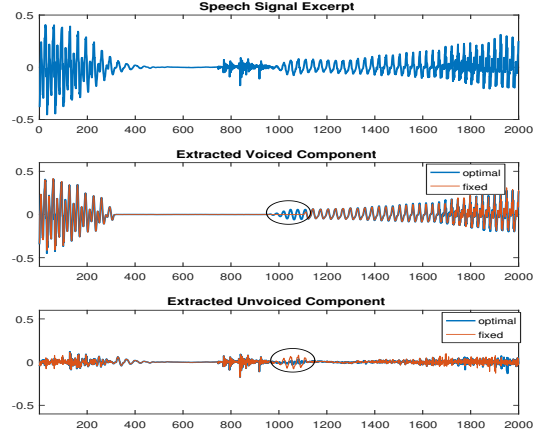 Speech Signal Excerpt
0.5
0
-0.5
0 200 400 600 800 1000 1200 1400 1600 1800 2000
Extracted Voiced Component
optimal
fixed
0.5
0
-0.5
200 400 600 800 1000 1200 1400 1600 1800 2000
Extracted Unvoiced Component
0.5
optimal
fixed
0
-0.5
200 400 600 800 1000 1200 1400 1600 1800 2000